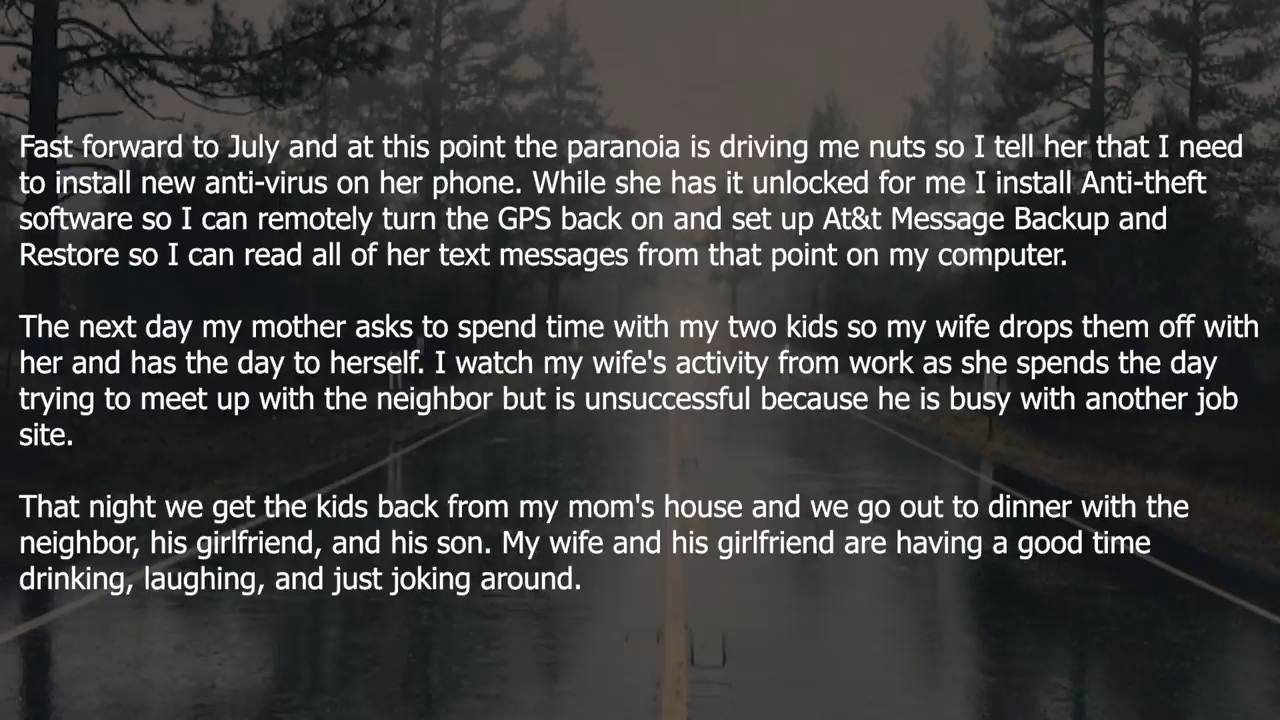 Fast forward to July and at this point the paranoia is driving me nuts so I tell her that I need
to install new anti-virus on her phone. While she has it unlocked for me I install Anti-theft
software so I can remotely turn the GPS back on and set up At&t Message Backup and
Restore so I can read all of her text messages from that point on my computer.
The next day my mother asks to spend time with my two kids so my wife drops them off with
her and has the day to herself. I watch my wife's activity from work as she spends the day
trying to meet up with the neighbor but is unsuccessful because he is busy with another job
site.
That night we get the kids back from my mom's house and we go out to dinner with the
neighbor, his girlfriend, and his son. My wife and his girlfriend are having a good time
drinking, laughing, and just joking around.